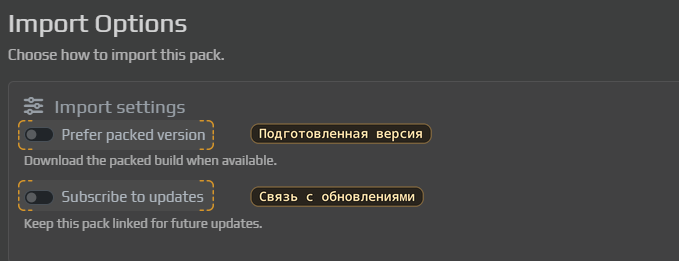 Import Options
Choose how to import this pack.
Import settings
Prefer packed version
Подготовленная версия
Download the packed build when available.
Subscribe to updates
Связь с обновлениями
Keep this pack linked for future updates.